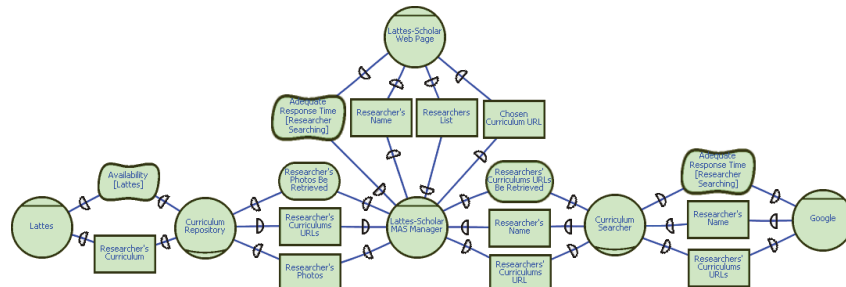 Lattes-Scholar
Web Page
Adequate
Response Time
[Researcher
Searching]
Researcher's
Name
Researchers
List
Chosen
Curriculum URL
Availability
[Lattes]
Researcher's
Photos Be
Retrieved
Researchers'
Curriculums URLs
Be Retrieved
Adequate
Response Time
[Researcher
Searching]
Lattes
Curriculum
Repository
Researcher's
Curriculums
URLs
Lattes-Scholar
MAS Manager
Researcher's
Name
Curriculum
Searcher
Researcher's
Name
Google
Researcher's
Curriculum
Researcher's
Photos
Researchers'
Curriculums
URL
Researchers'
Curriculums
URLs